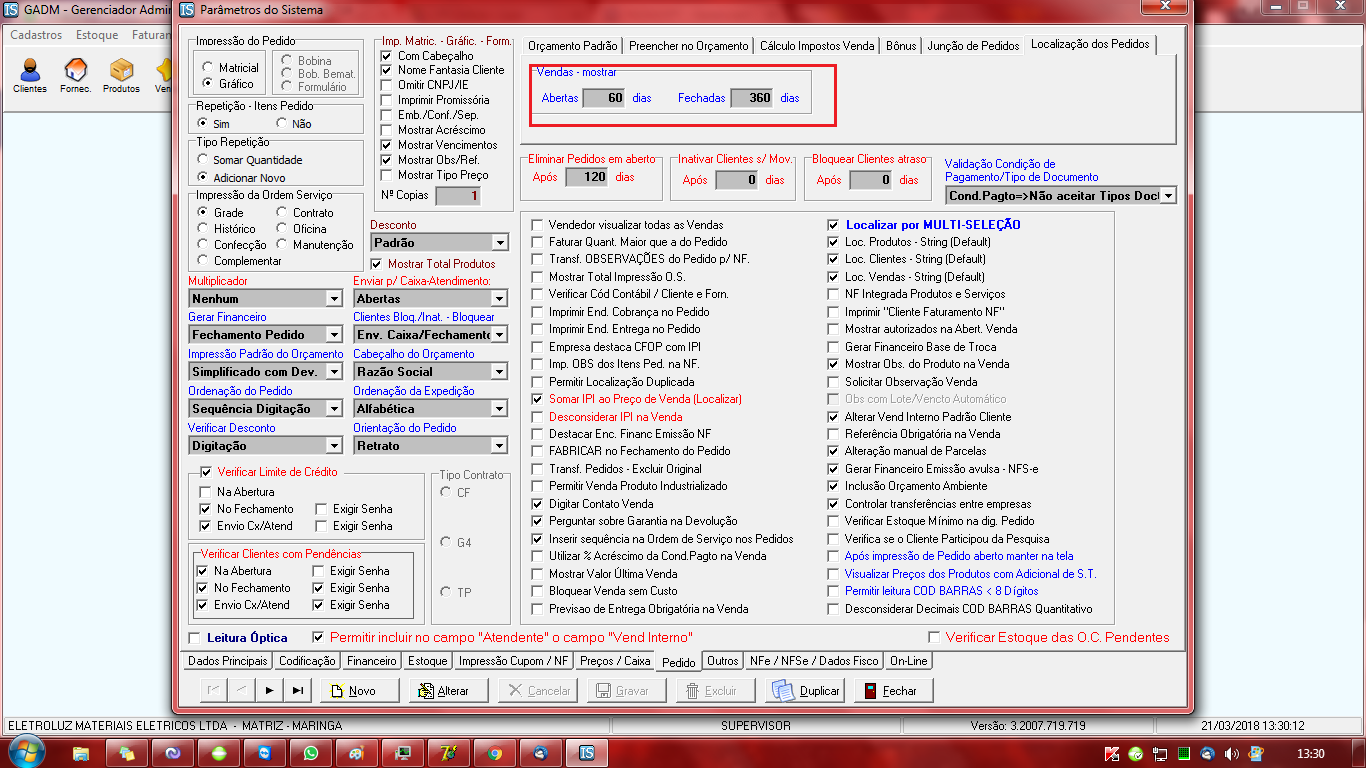 GADM - Gerenciador Admin
Parâmetros do Sistema
Cadastros Estoque Faturan
Clientes Fornec. Produtos Ven
Impressão do Pedido
Matricial
Gráfico
Bobina
Bob. Bemat.
Formulário
Repetição - Itens Pedido
Sim Não
Tipo Repetição
Somar Quantidade
Adicionar Novo
Impressão da Ordem Serviço
Grade Contrato
Histórico Oficina
Confecção Manutenção
Complementar
Imp. Matric. - Gráfic. - Form.
Com Cabeçalho
Nome Fantasia Cliente
Omitir CNPJ/IE
Imprimir Promissória
Emb./Conf./Sep.
Mostrar Acréscimo
Mostrar Vencimentos
Mostrar Obs/Ref.
Mostrar Tipo Preço
Nº Copias 1
Desconto
Padrão
Mostrar Total Produtos
Multiplicador
Nenhum
Enviar p/ Caixa-Atendimento:
Abertas
Gerar Financeiro
Fechamento Pedido
Clientes Bloq./Inat. - Bloquear
Env. Caixa/Fechamento
Impressão Padrão do Orçamento
Simplificado com Dev.
Cabeçalho do Orçamento
Razão Social
Ordenação do Pedido
Sequência Digitação
Ordenação da Expedição
Alfabética
Verificar Desconto
Digitação
Orientação do Pedido
Retrato
Verificar Limite de Crédito
Na Abertura
No Fechamento Exigir Senha
Envio Cx/Atend Exigir Senha
Verificar Clientes com Pendências
Na Abertura Exigir Senha
No Fechamento Exigir Senha
Envio Cx/Atend Exigir Senha
Tipo Contrato
CF
G4
TP
Orçamento Padrão Preencher no Orçamento Cálculo Impostos Venda Bônus Junção de Pedidos Localização dos Pedidos
Vendas - mostrar
Abertas 60 dias Fechadas 360 dias
Eliminar Pedidos em aberto
Após 120 dias
Inativar Clientes s/ Mov.
Após 0 dias
Bloquear Clientes atraso
Após 0 dias
Validação Condição de
Pagamento/Tipo de Documento
Cond.Pagto=>Não aceitar Tipos Doc
Vendedor visualizar todas as Vendas
Faturar Quant. Maior que a do Pedido
Transf. OBSERVAÇÕES do Pedido p/ NF.
Mostrar Total Impressão O.S.
Verificar Cód Contábil / Cliente e Forn.
Imprimir End. Cobrança no Pedido
Imprimir End. Entrega no Pedido
Empresa destaca CFOP com IPI
Imp. OBS dos Itens Ped. na NF.
Permitir Localização Duplicada
Somar IPI ao Preço de Venda (Localizar)
Desconsiderar IPI na Venda
Destacar Enc. Financ Emissão NF
FABRICAR no Fechamento do Pedido
Transf. Pedidos - Excluir Original
Permitir Venda Produto Industrializado
Digitar Contato Venda
Perguntar sobre Garantia na Devolução
Inserir sequência na Ordem de Serviço nos Pedidos
Utilizar % Acréscimo da Cond.Pagto na Venda
Mostrar Valor Última Venda
Bloquear Venda sem Custo
Previsao de Entrega Obrigatória na Venda
Localizar por MULTI-SELEÇÃO
Loc. Produtos - String (Default)
Loc. Clientes - String (Default)
Loc. Vendas - String (Default)
NF Integrada Produtos e Serviços
Imprimir "Cliente Faturamento NF"
Mostrar autorizados na Abert. Venda
Gerar Financeiro Base de Troca
Mostrar Obs. do Produto na Venda
Solicitar Observação Venda
Obs com Lote/Vencto Automático
Alterar Vend Interno Padrão Cliente
Referência Obrigatória na Venda
Alteração manual de Parcelas
Gerar Financeiro Emissão avulsa - NFS-e
Inclusão Orçamento Ambiente
Controlar transferências entre empresas
Verificar Estoque Mínimo na dig. Pedido
Verifica se o Cliente Participou da Pesquisa
Após impressão de Pedido aberto manter na tela
Visualizar Preços dos Produtos com Adicional de S.T.
Permitir leitura COD BARRAS < 8 Dígitos
Desconsiderar Decimais COD BARRAS Quantitativo
Leitura Óptica Permitir incluir no campo "Atendente" o campo "Vend Interno" Verificar Estoque das O.C. Pendentes
Dados Principais Codificação Financeiro Estoque Impressão Cupom / NF Preços / Caixa Pedido Outros NFe / NFSe / Dados Fisco On-Line
Novo Alterar Cancelar Gravar Excluir Duplicar Fechar
ELETROLUZ MATERIAIS ELETRICOS LTDA - MATRIZ - MARINGA SUPERVISOR Versão: 3.2007.719.719 21/03/2018 13:30:12
13:30